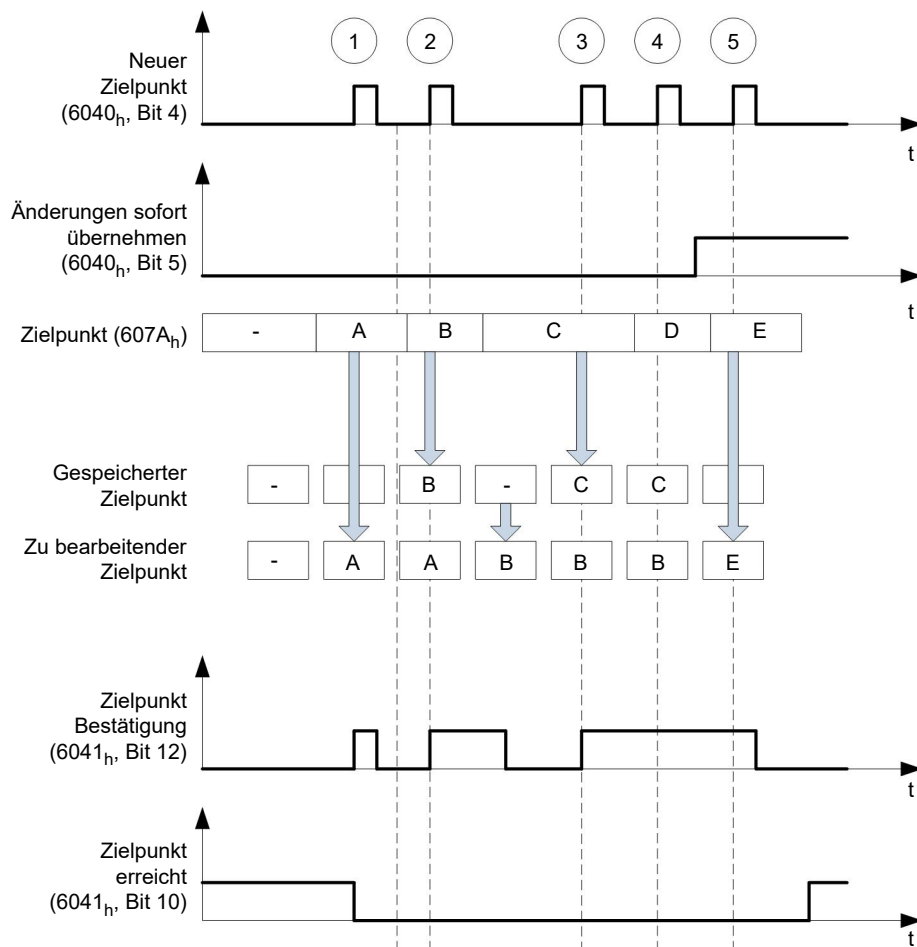 1 2 3 4 5
Neuer
Zielpunkt
(6040h, Bit 4)
t
Änderungen sofort
übernehmen
(6040h, Bit 5)
t
Zielpunkt (607Ah)
- A B C D E
Gespeicherter
Zielpunkt
- B - C C
Zu bearbeitender
Zielpunkt
- A A B B B E
Zielpunkt
Bestätigung
(6041h, Bit 12)
t
Zielpunkt
erreicht
(6041h, Bit 10)
t